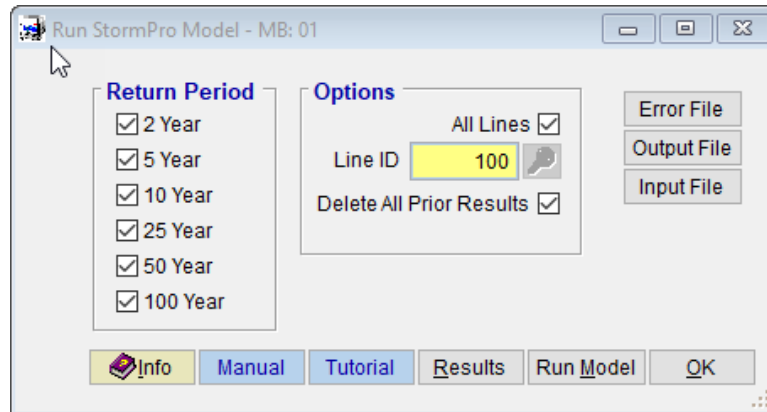 Run StormPro Model - MB: 01
Return Period
2 Year
5 Year
10 Year
25 Year
50 Year
100 Year
Options
All Lines
Line ID 100
Delete All Prior Results
Error File
Output File
Input File
Info Manual Tutorial Results Run Model OK